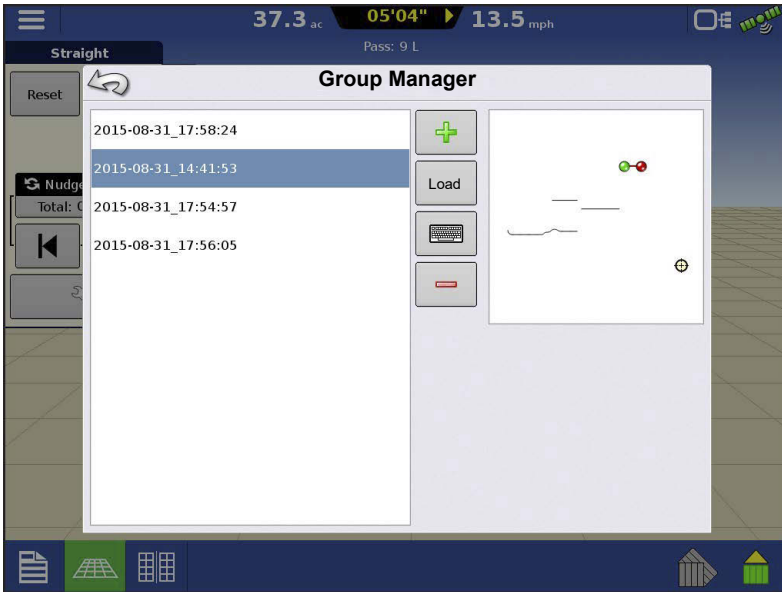 37.3 ac 05'04" 13.5 mph
Straight
Pass: 9 L
Group Manager
Reset
2015-08-31_17:58:24
2015-08-31_14:41:53
Load
Nudge
Total:
2015-08-31_17:54:57
2015-08-31_17:56:05